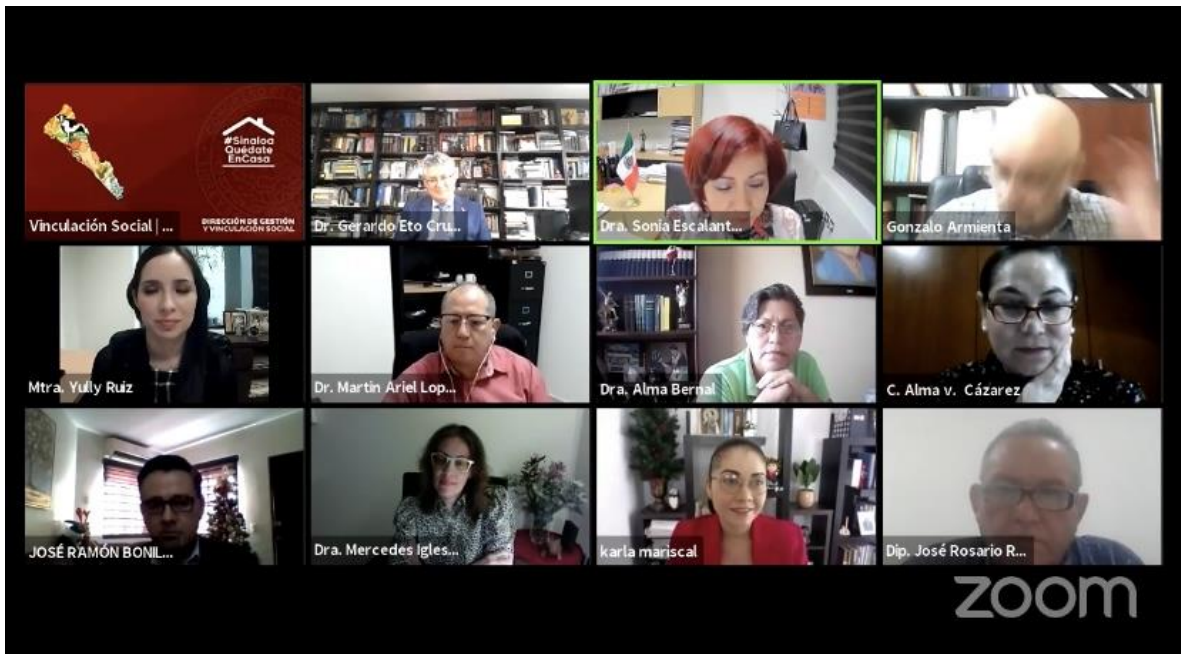 #Sinaloa
Quédate
EnCasa
Vinculación Social | ...
DIRECCIÓN DE GESTIÓN
Y VINCULACIÓN SOCIAL
Dr. Gerardo Eto Cru...
Dra. Sonia Escalant...
Gonzalo Armienta
Mtra. Yully Ruiz
Dr. Martin Ariel Lop...
Dra. Alma Bernal
C. Alma v. Cázarez
JOSÉ RAMÓN BONIL...
Dra. Mercedes Igles...
karla mariscal
Dip. José Rosario R...
zoom